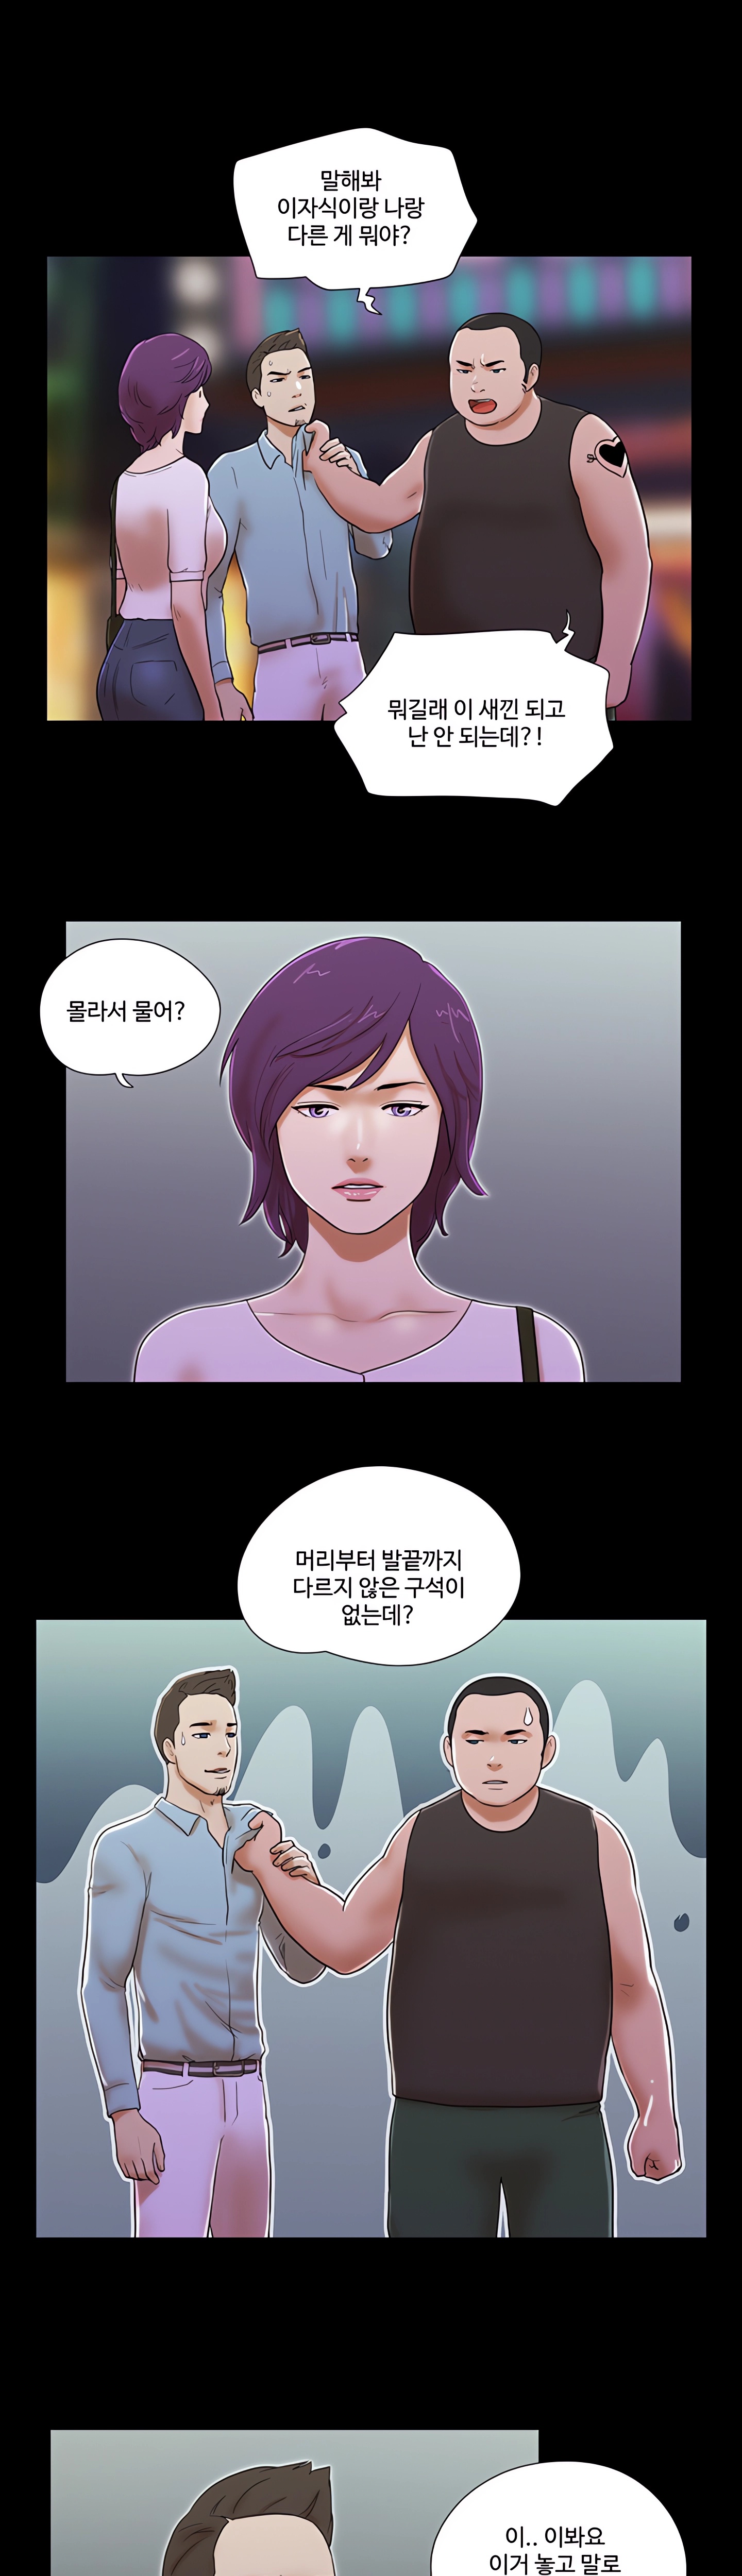 말해봐
이자식이랑 나랑
다른 게 뭐야?
뭐길래 이 새낀 되고
난 안 되는데?!
몰라서 물어?
머리부터 발끝까지
다르지 않은 구석이
없는데?
이.. 이봐요
이거 놓고 말로